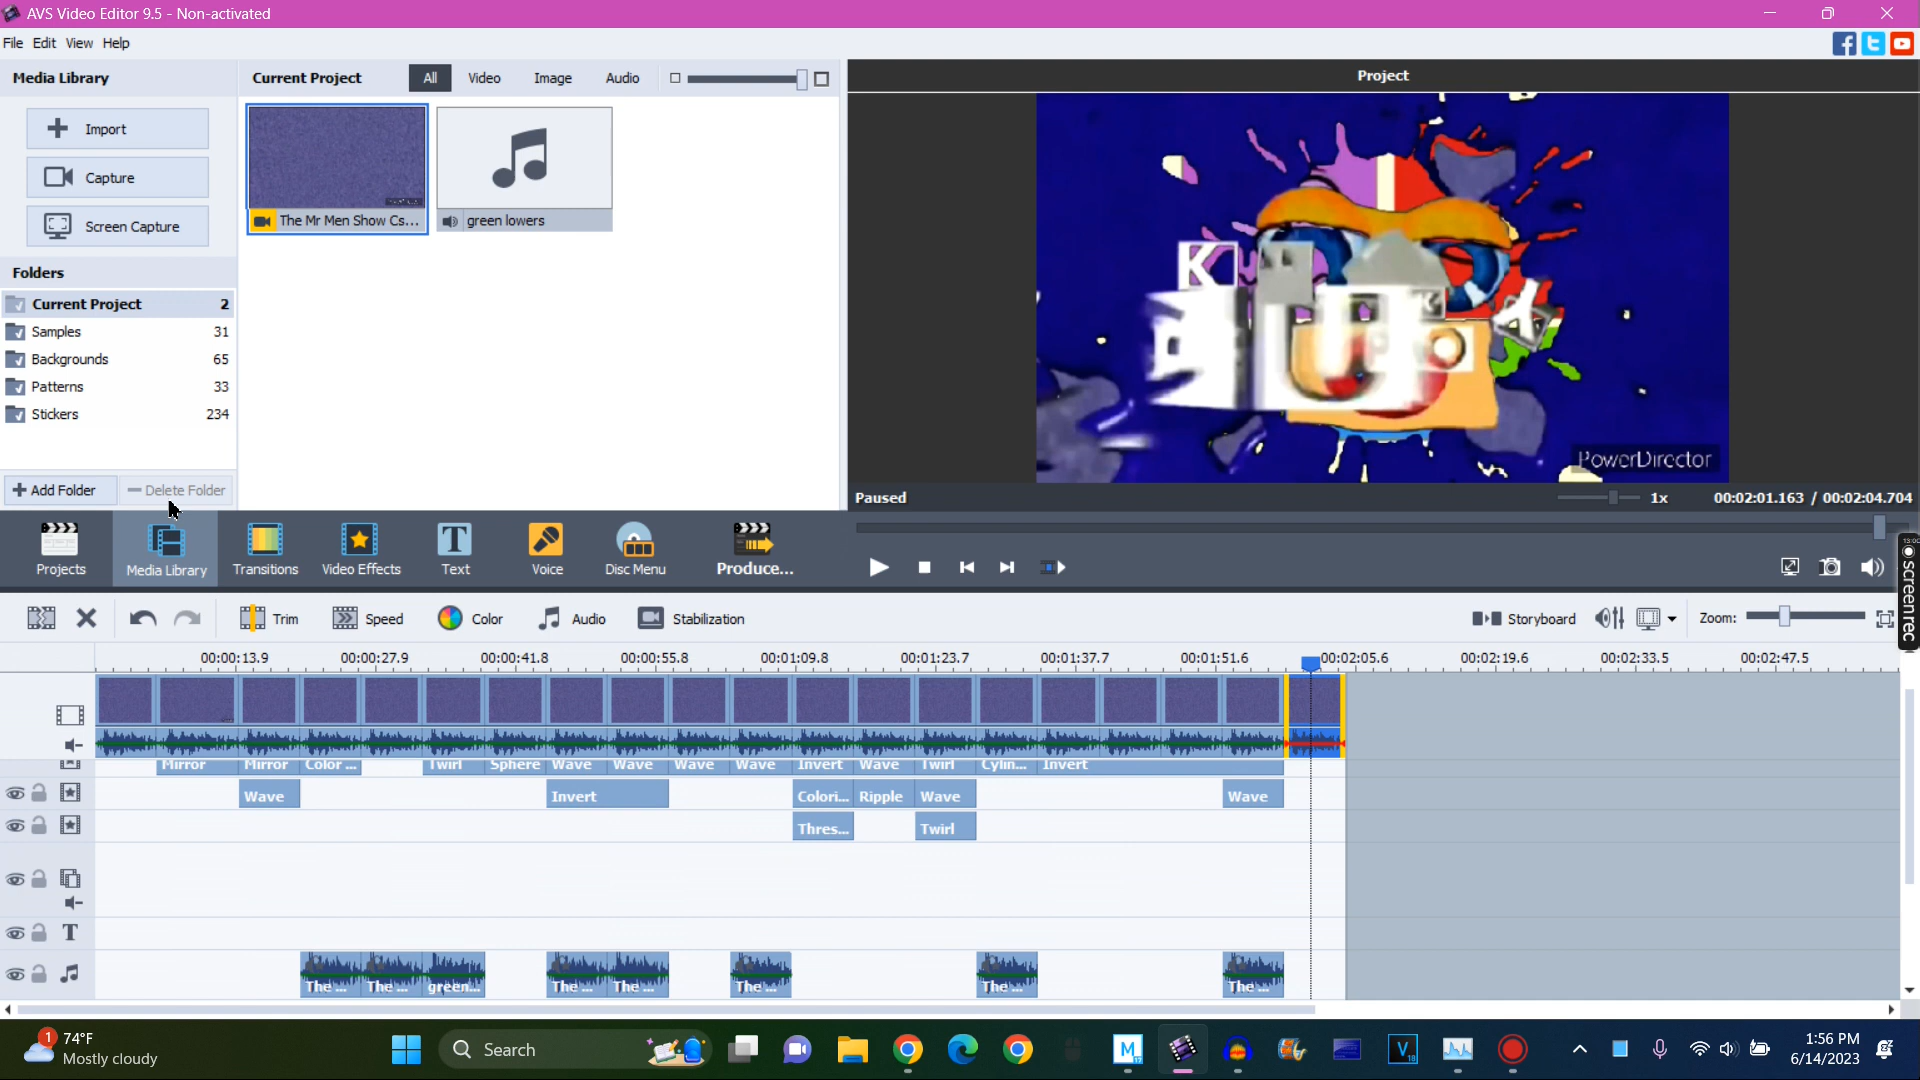 AVS Video Editor 9.5 - Non-activated
File Edit View Help
Media Library
Current Project
All Video Image Audio
Project
Import
Capture
Screen Capture
The Mr Men Show Cs...
green lowers
Folders
Current Project 2
Samples 31
Backgrounds 65
Patterns 33
Stickers 234
Add Folder
Delete Folder
K
PowerDirector
Paused
1x
00:02:01.163 / 00:02:04.704
Projects
Media Library
Transitions
Video Effects
T
Text
Voice
Disc Menu
Produce...
13:00
screenrec
Trim
Speed
Color
Audio
Stabilization
Storyboard
Zoom:
00:00:13.9 00:00:27.9 00:00:41.8 00:00:55.8 00:01:09.8 00:01:23.7 00:01:37.7 00:01:51.6 00:02:05.6 00:02:19.6 00:02:33.5 00:02:47.5
Mirror Mirror Color ... Twirl Sphere Wave Wave Wave Wave Invert Wave Twirl Cylin... Invert
Wave Invert Colori... Ripple Wave Wave
Thres... Twirl
T
The ... The ... green... The ... The ... The ... The ... The ...
1
74°F
Mostly cloudy
Search
1:56 PM
6/14/2023